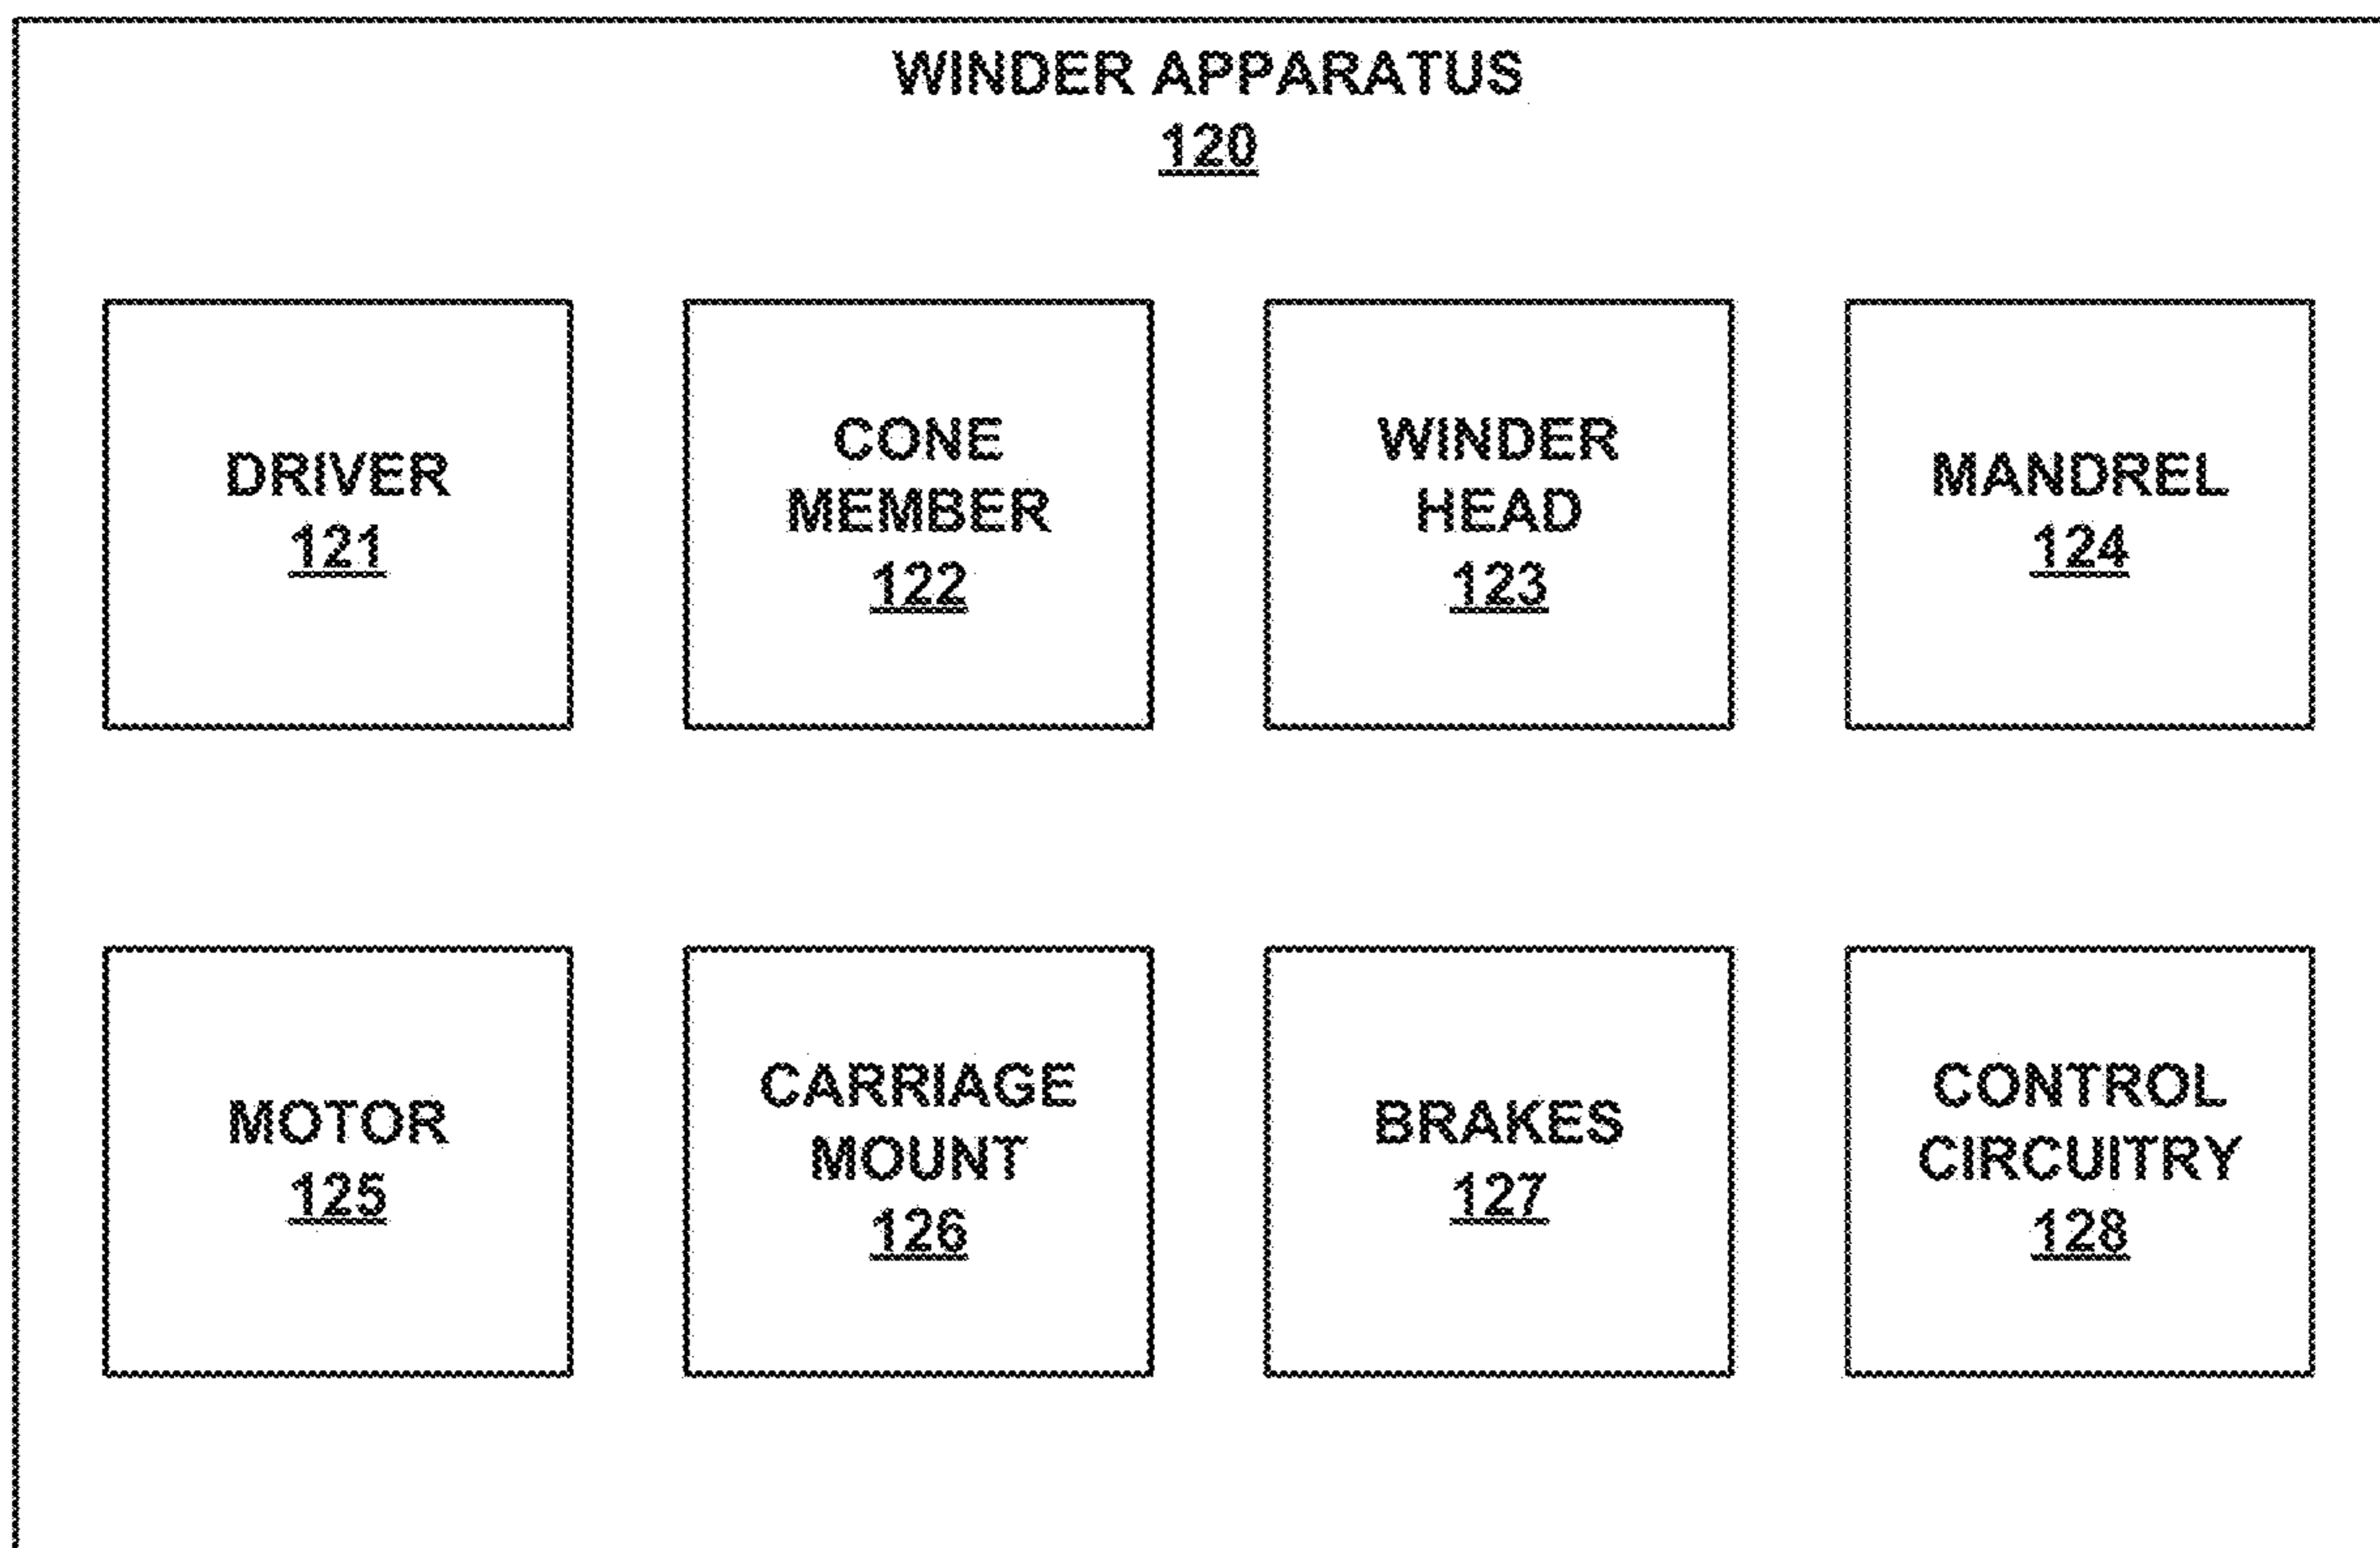 WINDER APPARATUS
120
DRIVER
121
CONE
MEMBER
122
WINDER
HEAD
123
MANDREL
124
MOTOR
125
CARRIAGE
MOUNT
126
BRAKES
127
CONTROL
CIRCUITRY
128